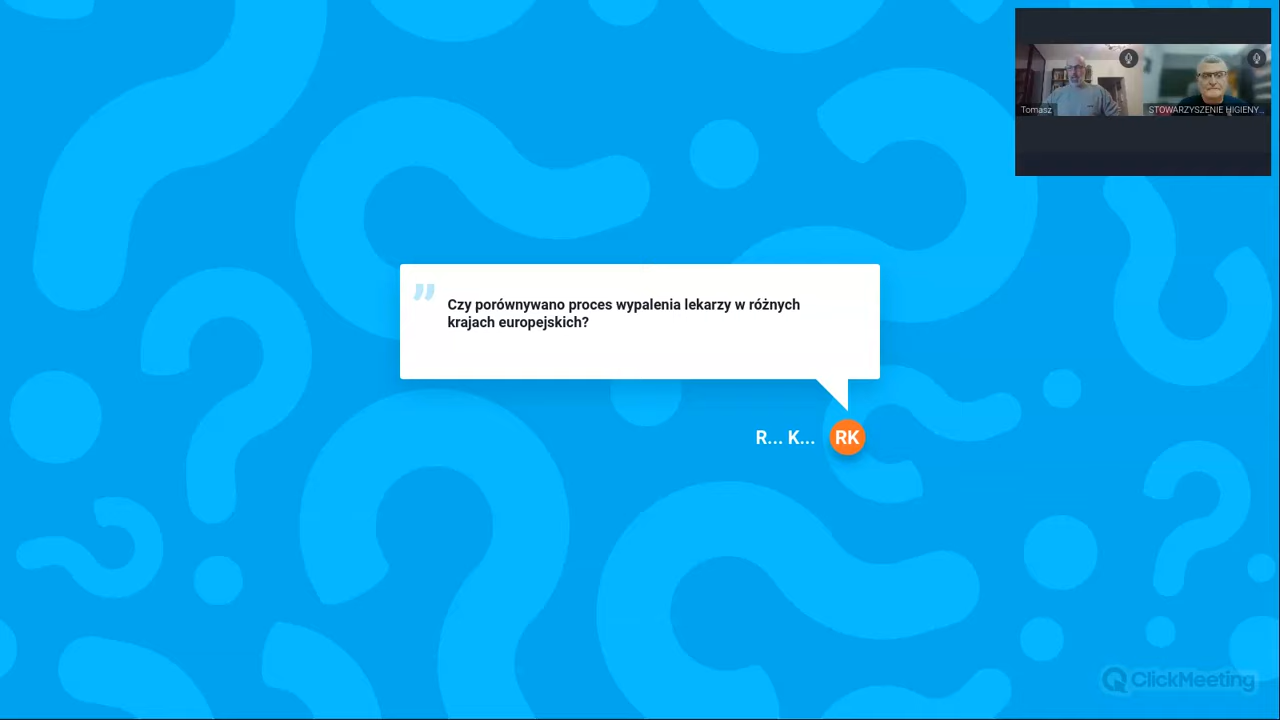 Tomasz
STOWARZYSZENIE HIGIENY...
„
Czy porównywano proces wypalenia lekarzy w różnych
krajach europejskich?
R... K... RK
ClickMeeting